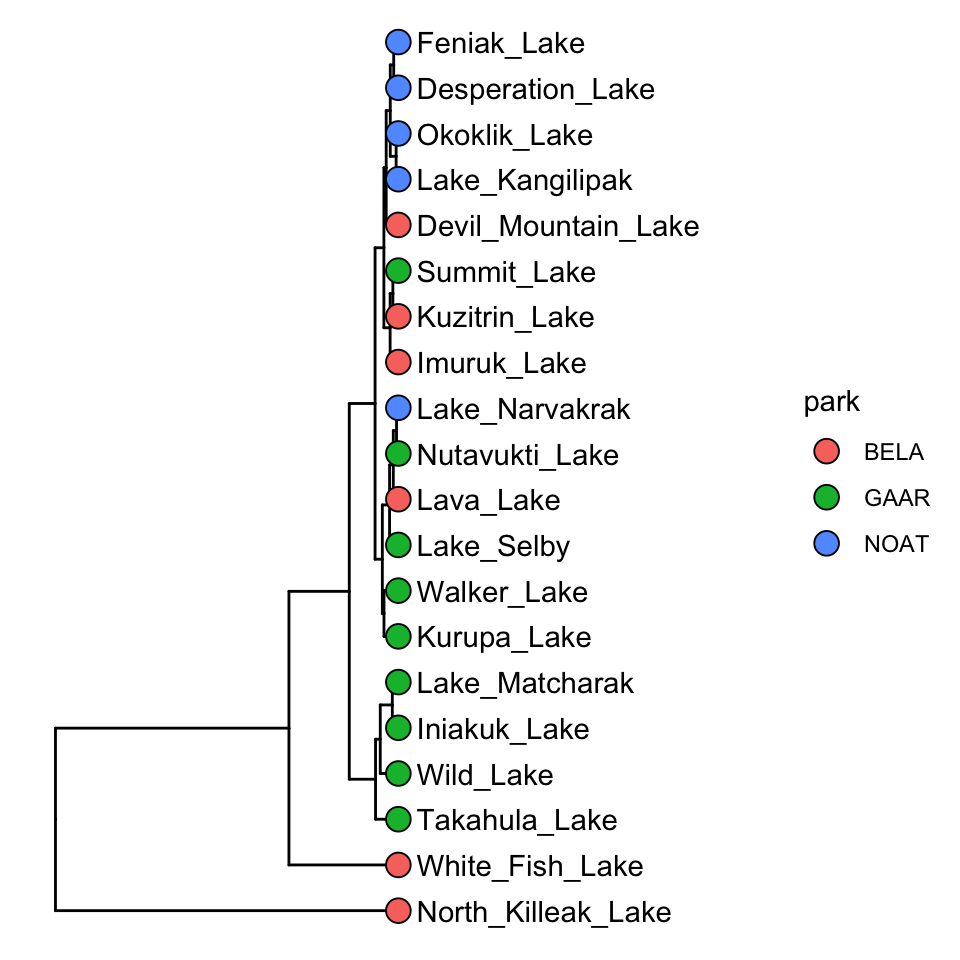 Feniak_Lake
Desperation_Lake
Okoklik_Lake
Lake_Kangilipak
Devil_Mountain_Lake
Summit_Lake
Kuzitrin_Lake
Imuruk_Lake
Lake_Narvakrak
Nutavukti_Lake
Lava_Lake
Lake_Selby
Walker_Lake
Kurupa_Lake
Lake_Matcharak
Iniakuk_Lake
Wild_Lake
Takahula_Lake
White_Fish_Lake
North_Killeak_Lake
park
BELA
GAAR
NOAT